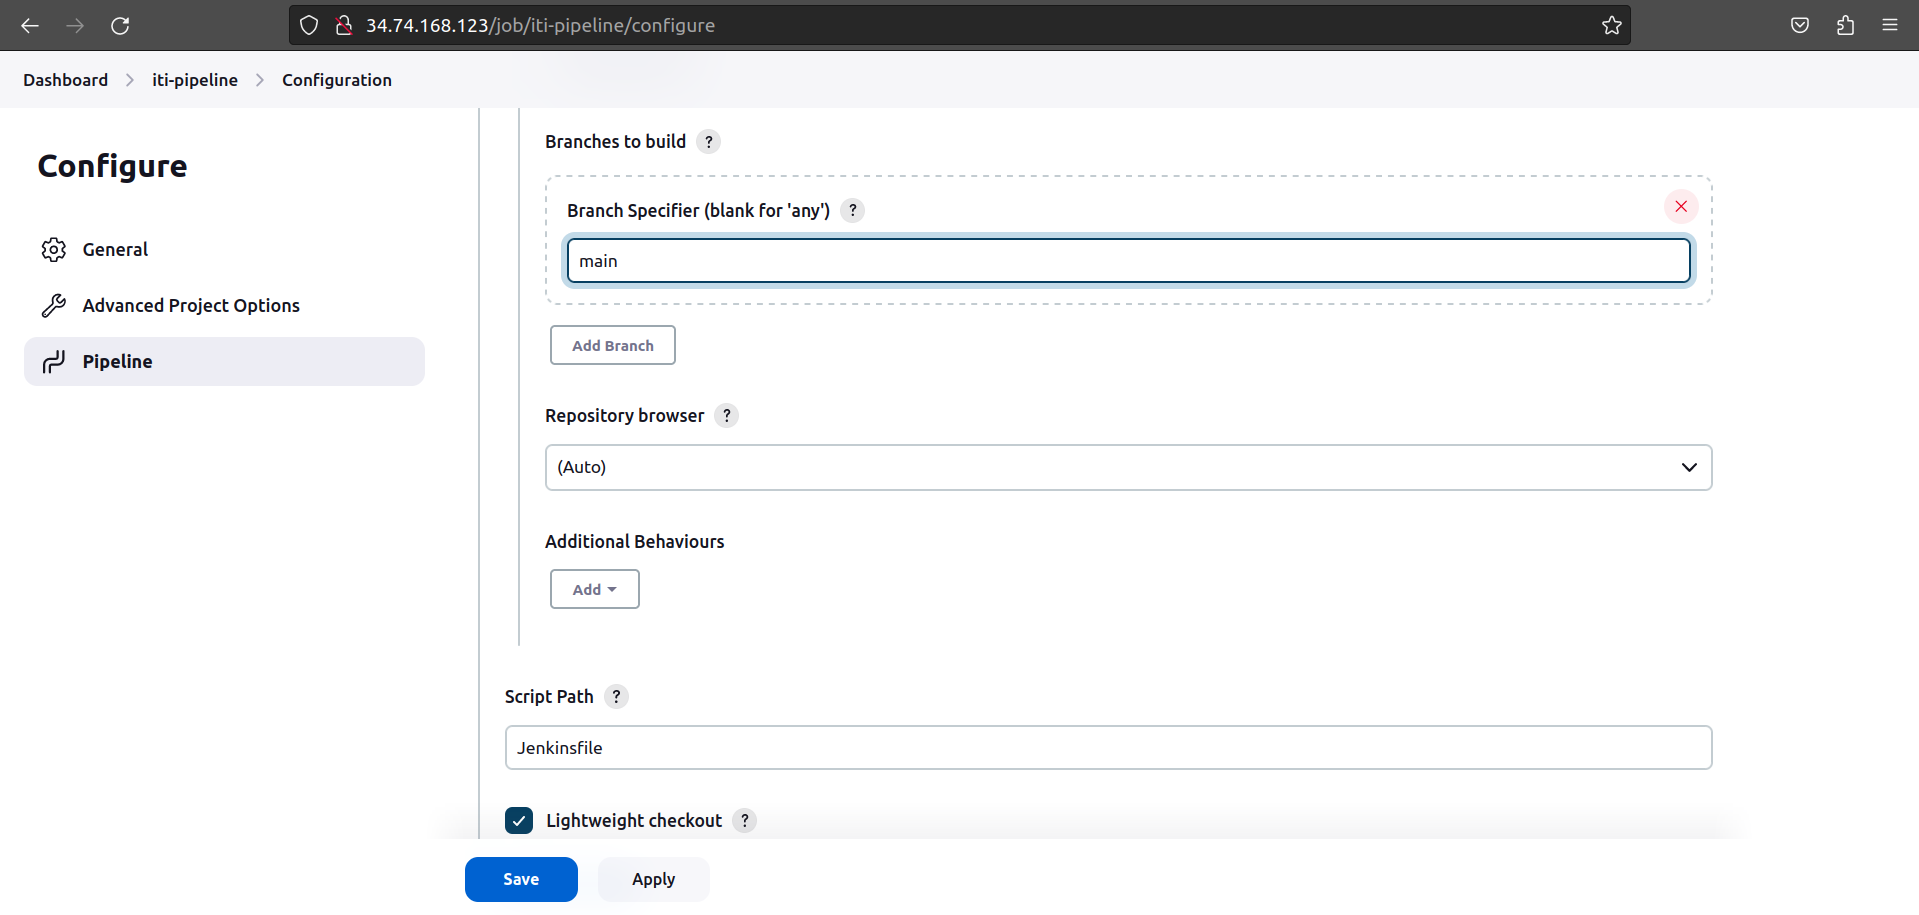 34.74.168.123/job/iti-pipeline/configure
Dashboard > iti-pipeline > Configuration
Configure
General
Advanced Project Options
Pipeline
Branches to build ?
Branch Specifier (blank for 'any') ?
main
Add Branch
Repository browser ?
(Auto)
Additional Behaviours
Add
Script Path ?
Jenkinsfile
Lightweight checkout ?
Save Apply